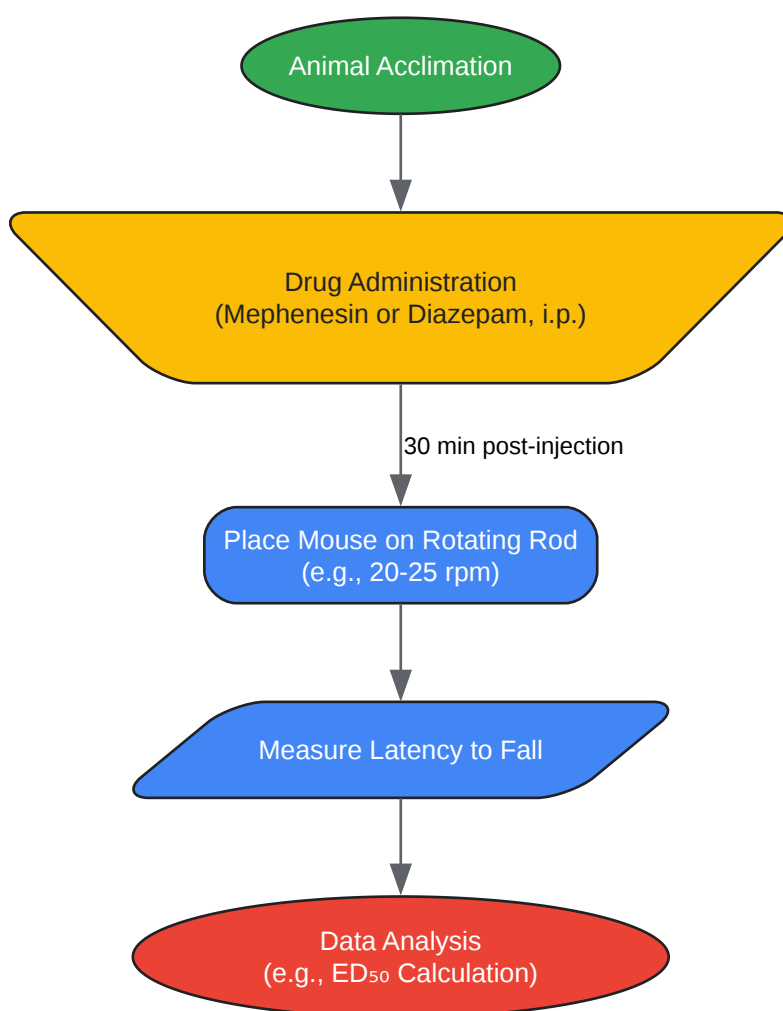 Animal Acclimation
Drug Administration
(Mephenesin or Diazepam, i.p.)
30 min post-injection
Place Mouse on Rotating Rod
(e.g., 20-25 rpm)
Measure Latency to Fall
Data Analysis
(e.g., ED₅₀ Calculation)